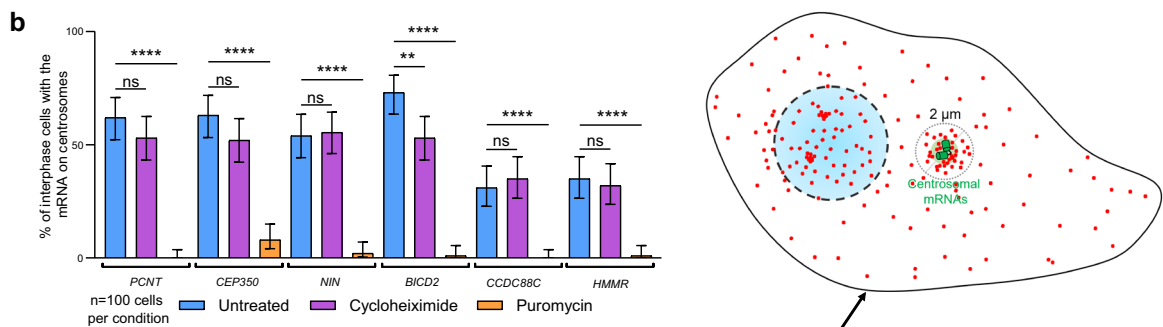 b
% of interphase cells with the
mRNA on centrosomes
100
50
0
****
ns
****
ns
****
ns
****
**
****
ns
****
ns
PCNT
CEP350
NIN
BICD2
CCDC88C
HMMR
n=100 cells
per condition
Untreated
Cycloheiximide
Puromycin
2 µm
Centrosomal
mRNAs